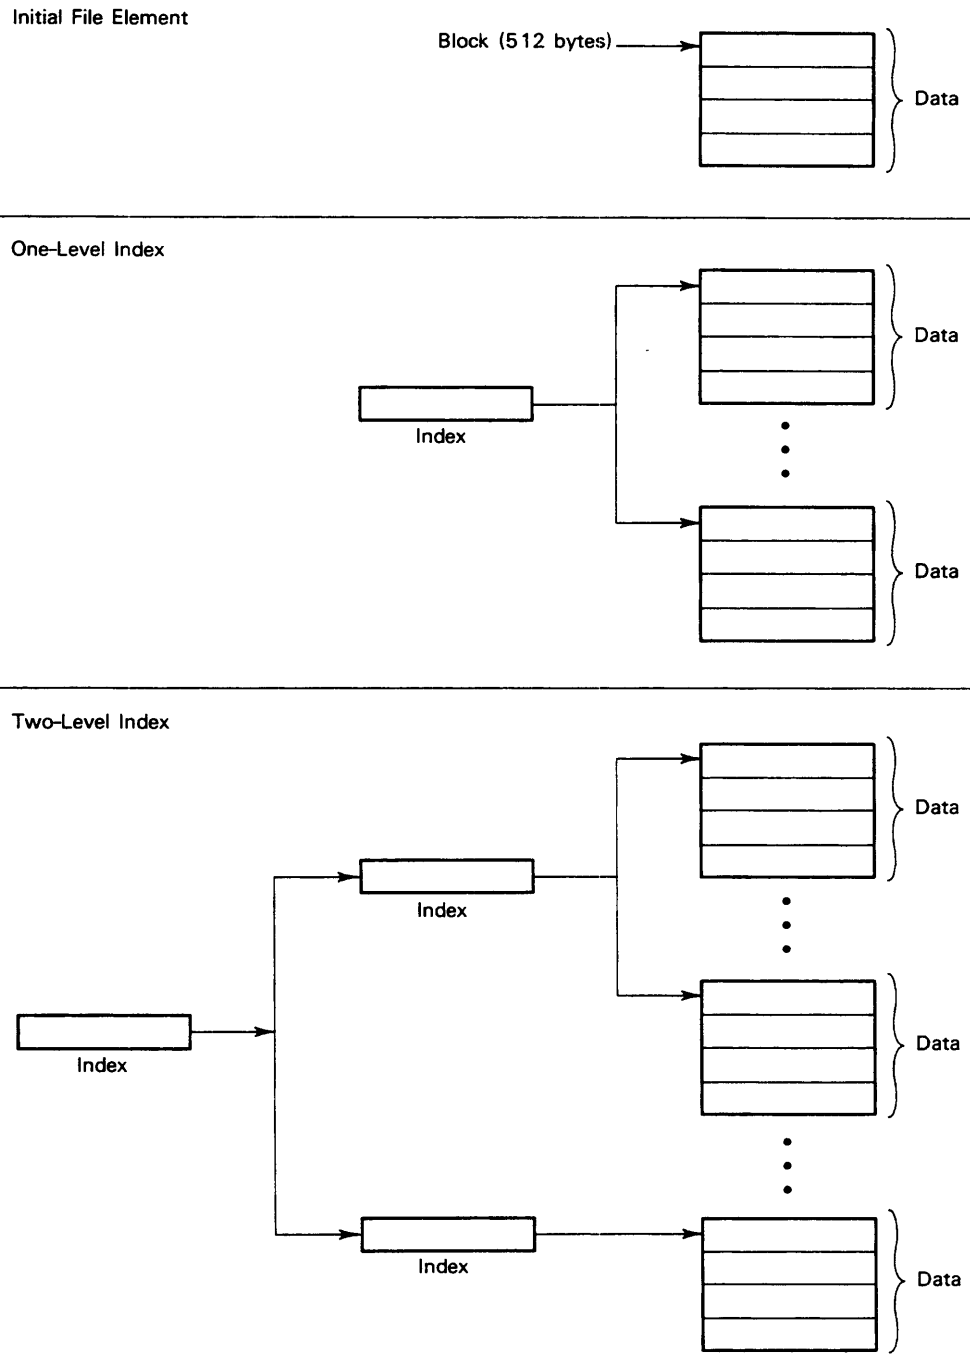 Initial File Element
Block (512 bytes)
Data
One-Level Index
Data
Index
Data
Two-Level Index
Data
Index
Data
Index
Index
Data